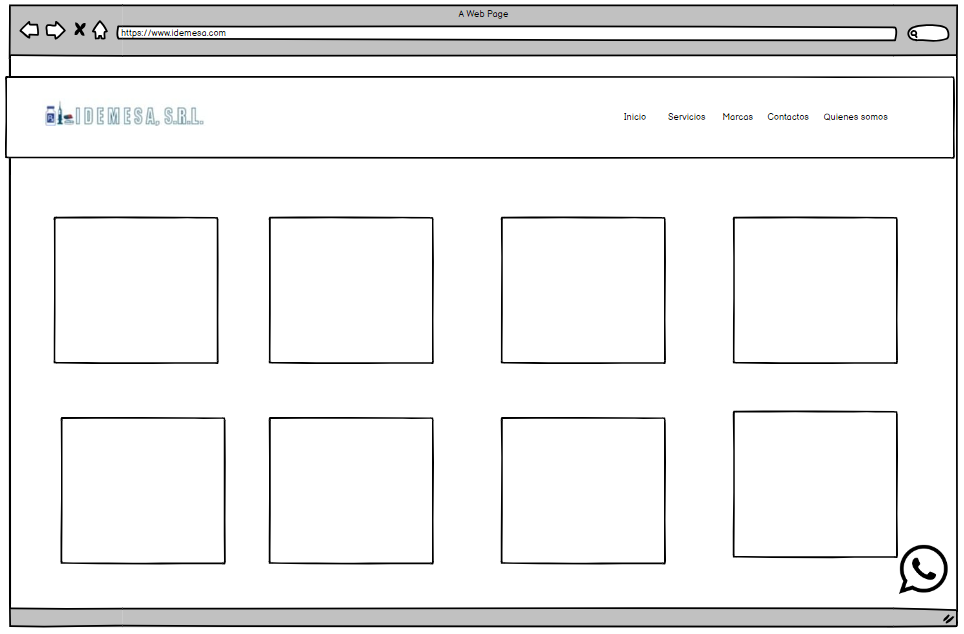 A Web Page
https://www.idemesa.com
IDEMESA, S.R.L.
Inicio Servicios Marcas Contactos Quienes somos